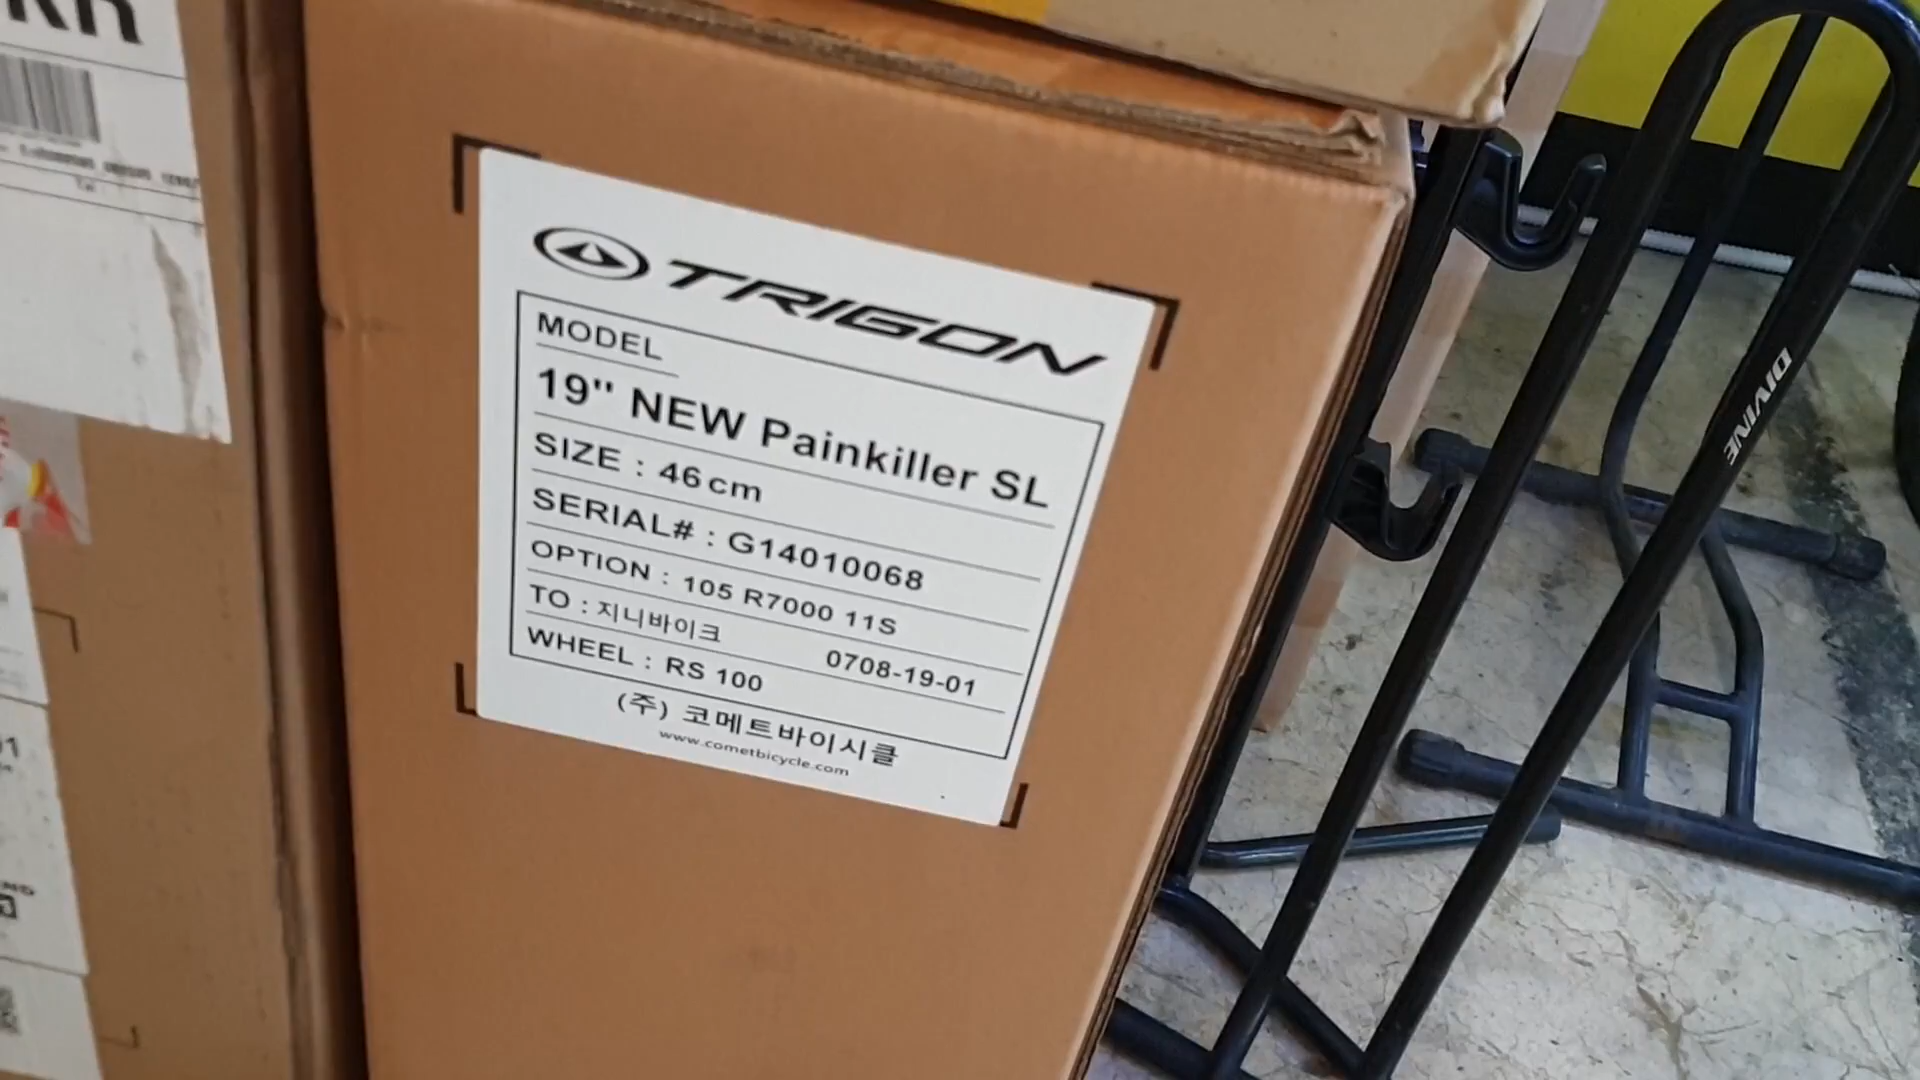 TRIGON
MODEL
19" NEW Painkiller SL
SIZE : 46cm
SERIAL# : G14010068
OPTION : 105 R7000 11S
TO : 지니바이크
0708-19-01
WHEEL : RS 100
(주) 코메트바이시클
www.cometbicycle.com
DIVINE